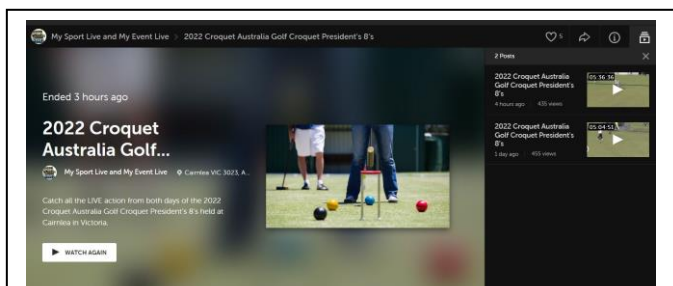 My Sport Live and My Event Live > 2022 Croquet Australia Golf Croquet President's 8's
5
Ended 3 hours ago
2022 Croquet
Australia Golf...
My Sport Live and My Event Live Cairnlea VIC 3023, A..
Catch all the LIVE action from both days of the 2022
Croquet Australia Golf Croquet President's 8's held at
Cairnlea in Victoria.
WATCH AGAIN
2 Posts
2022 Croquet Australia
Golf Croquet President's
8's
4 hours ago 435 views
05:36:36
2022 Croquet Australia
Golf Croquet President's
8's
1 day ago 455 views
05:04:51